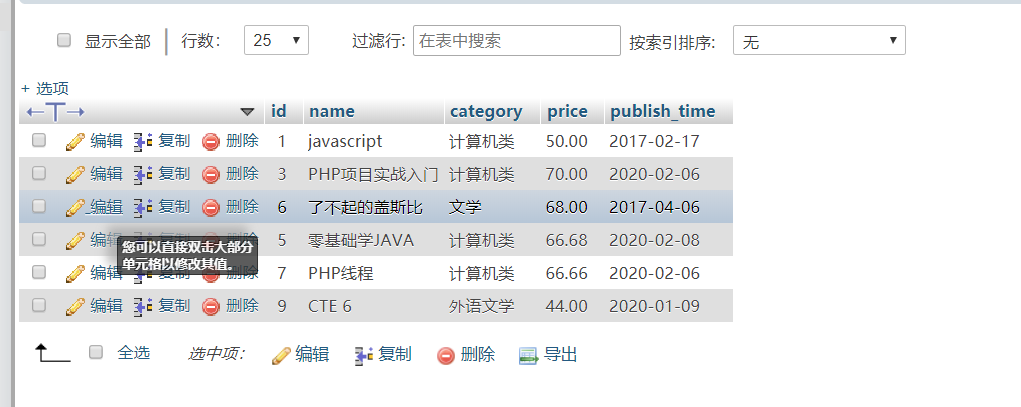 显示全部 行数： 25 过滤行: 在表中搜索 按索引排序: 无
+ 选项
←T→ id name category price publish_time
编辑 复制 删除 1 javascript 计算机类 50.00 2017-02-17
编辑 复制 删除 3 PHP项目实战入门 计算机类 70.00 2020-02-06
编辑 复制 删除 6 了不起的盖斯比 文学 68.00 2017-04-06
编辑 复制 删除 5 零基础学JAVA 计算机类 66.68 2020-02-08
您可以直接双击大部分
单元格以修改其值。
编辑 复制 删除 7 PHP线程 计算机类 66.66 2020-02-06
编辑 复制 删除 9 CTE 6 外语文学 44.00 2020-01-09
全选 选中项： 编辑 复制 删除 导出